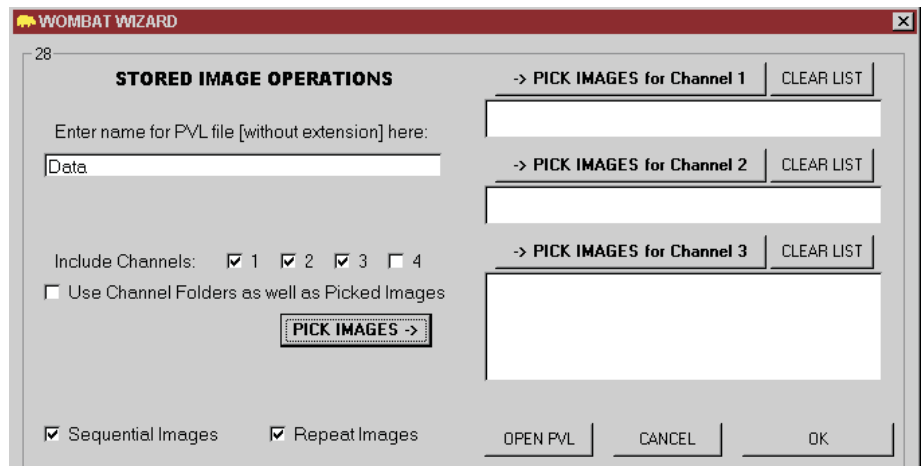 WOMBAT WIZARD
28
STORED IMAGE OPERATIONS
Enter name for PVL file [without extension] here:
Data
Include Channels: 1 2 3 4
Use Channel Folders as well as Picked Images
PICK IMAGES ->
Sequential Images Repeat Images
-> PICK IMAGES for Channel 1 CLEAR LIST
-> PICK IMAGES for Channel 2 CLEAR LIST
-> PICK IMAGES for Channel 3 CLEAR LIST
OPEN PVL CANCEL OK